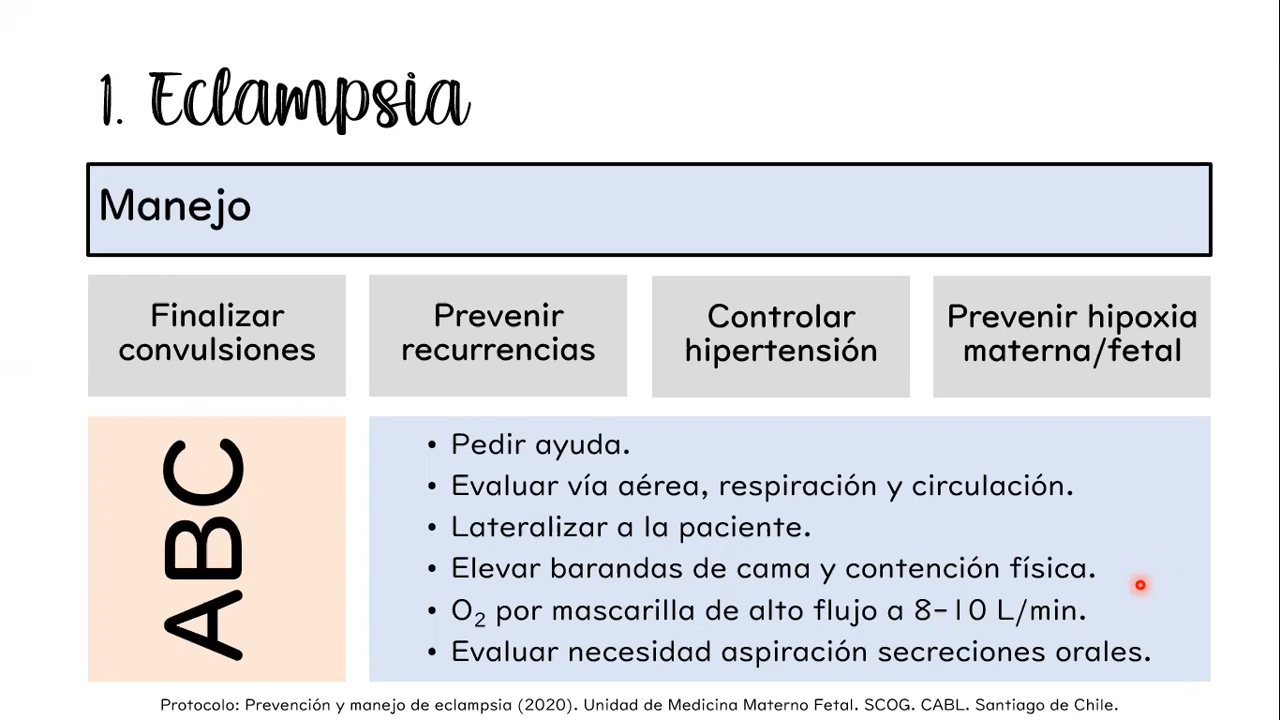 1. Eclampsia
Manejo
Finalizar
convulsiones
Prevenir
recurrencias
Controlar
hipertensión
Prevenir hipoxia
materna/fetal
ABC
• Pedir ayuda.
• Evaluar vía aérea, respiración y circulación.
• Lateralizar a la paciente.
• Elevar barandas de cama y contención física.
• O₂ por mascarilla de alto flujo a 8-10 L/min.
• Evaluar necesidad aspiración secreciones orales.
Protocolo: Prevención y manejo de eclampsia (2020). Unidad de Medicina Materno Fetal. SCOG. CABL. Santiago de Chile.